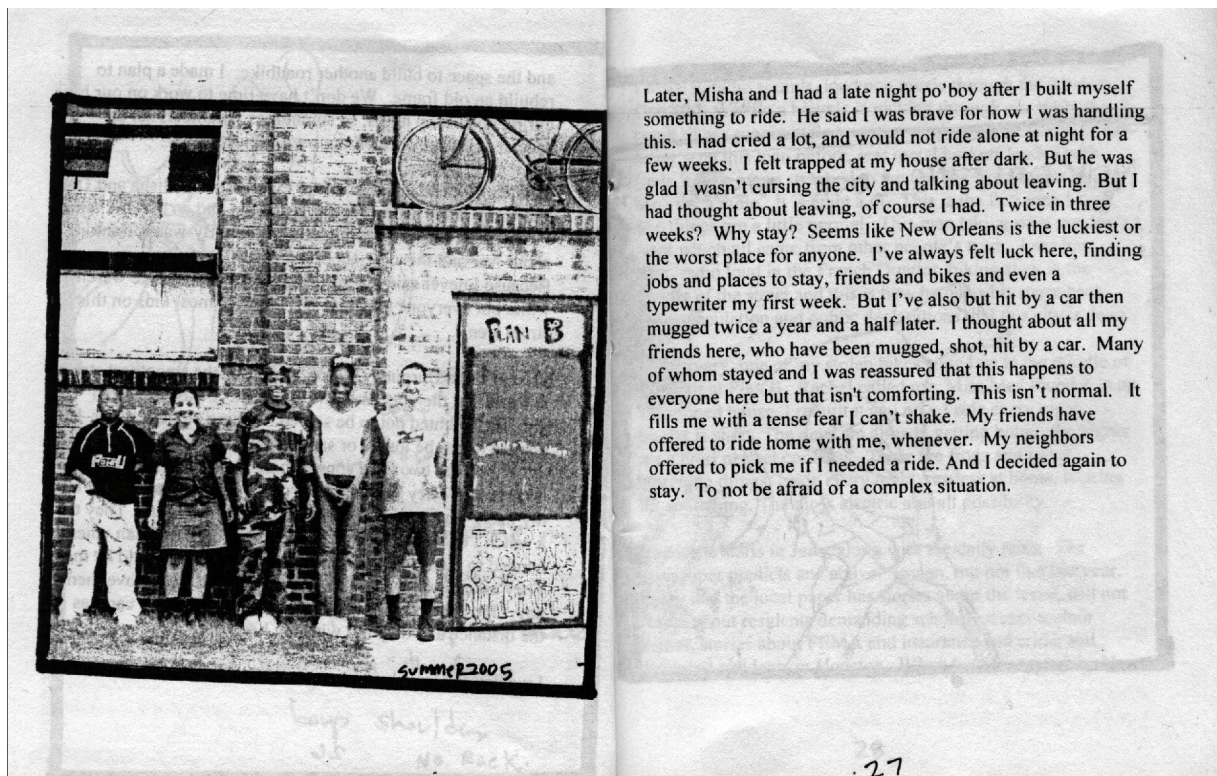 PLAN B
THE NEW
ORLEANS
COMMUNITY
BIKE PROJECT
summer 2005
Later, Misha and I had a late night po'boy after I built myself
something to ride.  He said I was brave for how I was handling
this.  I had cried a lot, and would not ride alone at night for a
few weeks.  I felt trapped at my house after dark.  But he was
glad I wasn't cursing the city and talking about leaving.  But I
had thought about leaving, of course I had.  Twice in three
weeks?  Why stay?  Seems like New Orleans is the luckiest or
the worst place for anyone.  I've always felt luck here, finding
jobs and places to stay, friends and bikes and even a
typewriter my first week.  But I've also but hit by a car then
mugged twice a year and a half later.  I thought about all my
friends here, who have been mugged, shot, hit by a car.  Many
of whom stayed and I was reassured that this happens to
everyone here but that isn't comforting.  This isn't normal.   It
fills me with a tense fear I can't shake.  My friends have
offered to ride home with me, whenever.  My neighbors
offered to pick me if I needed a ride. And I decided again to
stay.  To not be afraid of a complex situation.
27